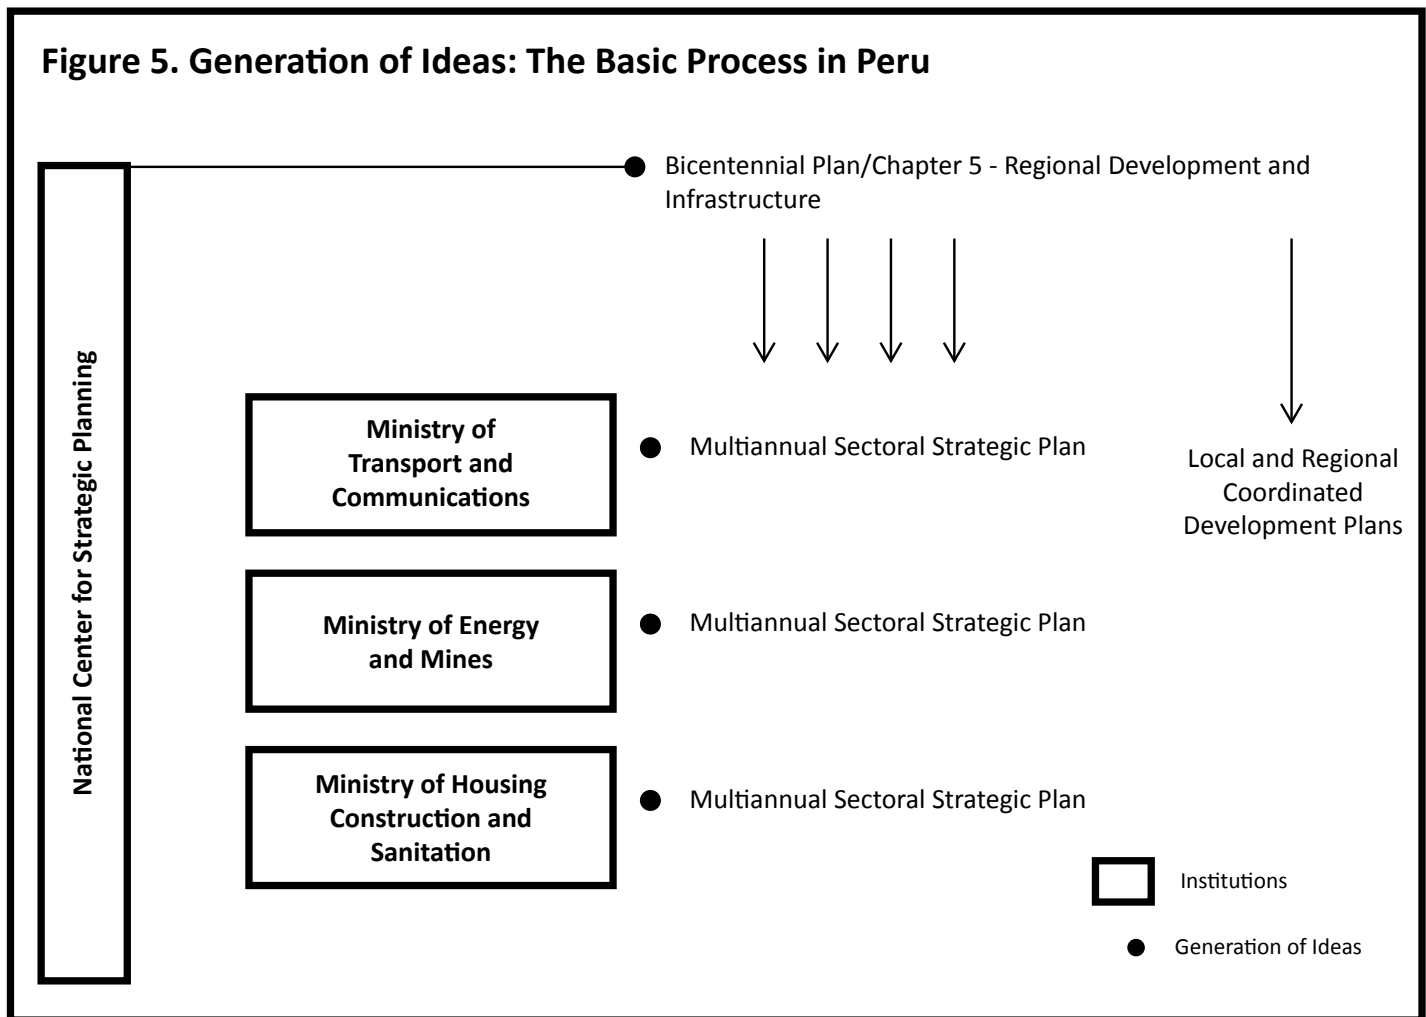 Figure 5. Generation of Ideas: The Basic Process in Peru
National Center for Strategic Planning
Bicentennial Plan/Chapter 5 - Regional Development and
Infrastructure
Ministry of
Transport and
Communications
Multiannual Sectoral Strategic Plan
Local and Regional
Coordinated
Development Plans
Ministry of Energy
and Mines
Multiannual Sectoral Strategic Plan
Ministry of Housing
Construction and
Sanitation
Multiannual Sectoral Strategic Plan
Institutions
Generation of Ideas